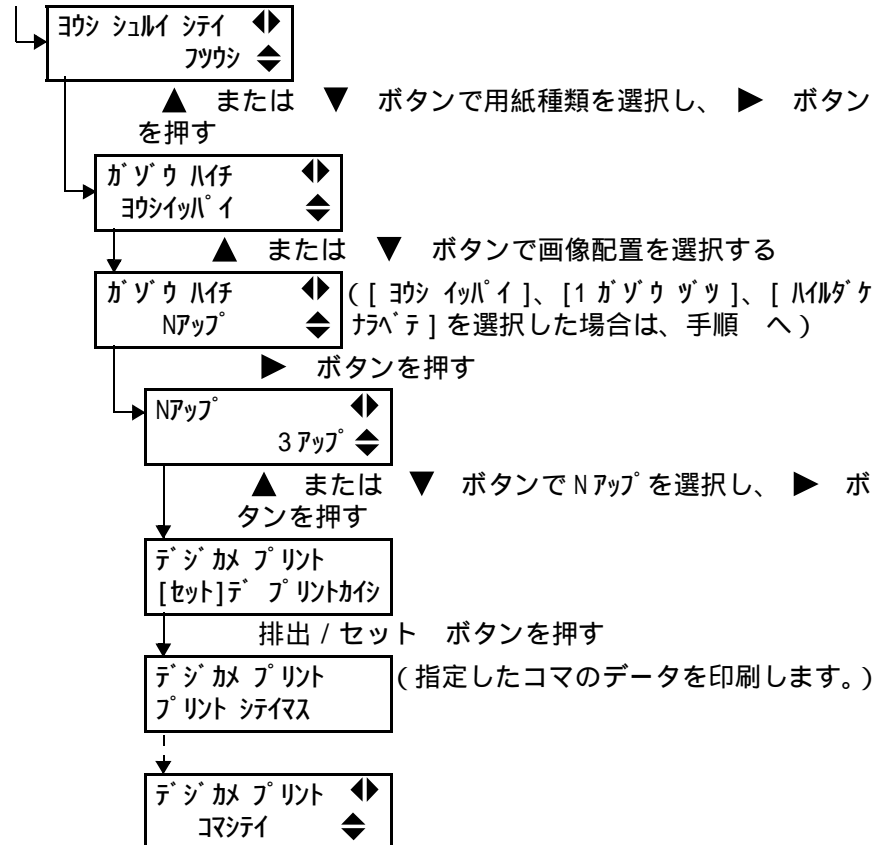 ﾖｳｼ ｼｭﾙｲ ｼﾃｲ ◀▶
ﾌﾂｳｼ ▲▼
▲ または ▼ ボタンで用紙種類を選択し、 ▶ ボタン
を押す
ｶﾞｿﾞｳ ﾊｲﾁ ◀▶
ﾖｳｼｲｯﾊﾟｲ ▲▼
▲ または ▼ ボタンで画像配置を選択する
ｶﾞｿﾞｳ ﾊｲﾁ ◀▶
Nｱｯﾌﾟ ▲▼
( [ ﾖｳｼ ｲｯﾊﾟｲ ]、[1 ｶﾞｿﾞｳ ﾂﾞﾂ ]、[ ﾊｲﾙﾀﾞｹ
ﾅﾗﾍﾞﾃ ] を選択した場合は、手順 へ )
▶ ボタンを押す
Nｱｯﾌﾟ ◀▶
3 ｱｯﾌﾟ ▲▼
▲ または ▼ ボタンで N ｱｯﾌﾟ を選択し、 ▶ ボ
タンを押す
ﾃﾞｼﾞｶﾒ ﾌﾟﾘﾝﾄ
[ｾｯﾄ]ﾃﾞ ﾌﾟﾘﾝﾄｶｲｼ
排出 / セット ボタンを押す
ﾃﾞｼﾞｶﾒ ﾌﾟﾘﾝﾄ
ﾌﾟﾘﾝﾄ ｼﾃｲﾏｽ
( 指定したコマのデータを印刷します。)
ﾃﾞｼﾞｶﾒ ﾌﾟﾘﾝﾄ ◀▶
ｺﾏｼﾃｲ ▲▼